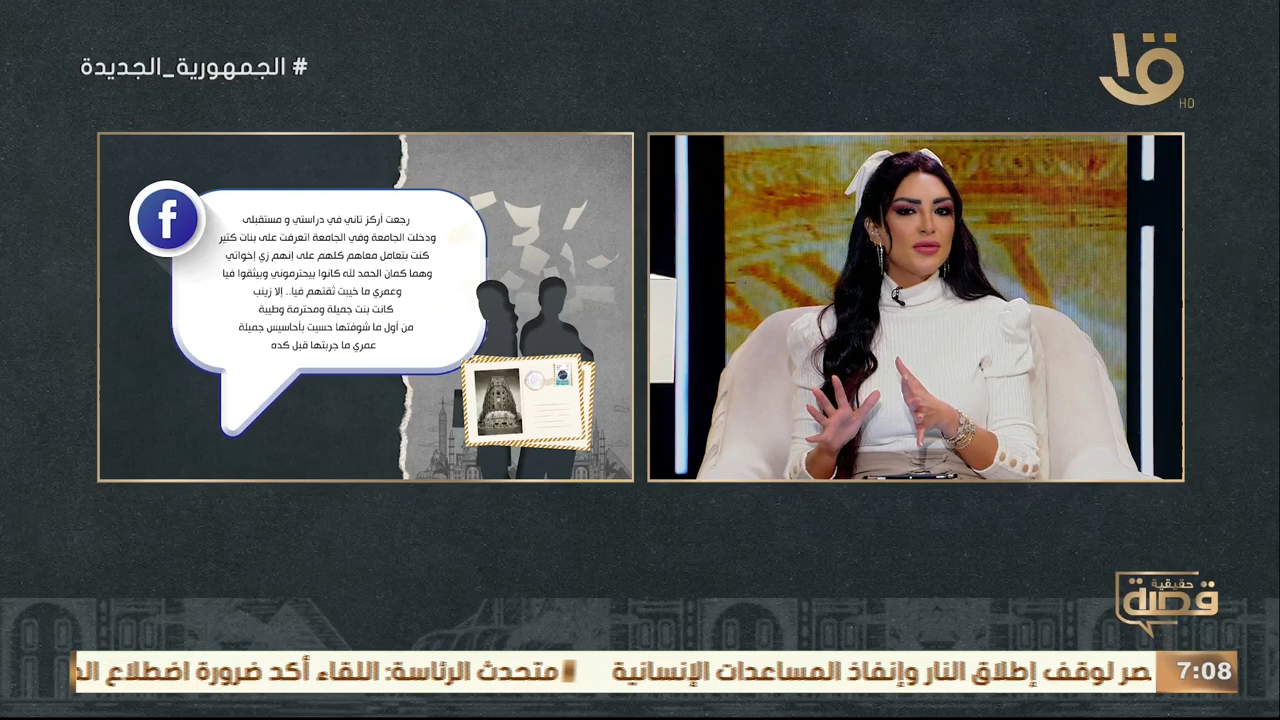 # الجمهورية_الجديدة
HD
رجعت أركز تاني في دراستي و مستقبلى
ودخلت الجامعة وفي الجامعة اتعرفت على بنات كتير
كنت بتعامل معاهم كلهم على إنهم زي إخواتي
وهما كمان الحمد لله كانوا بيحترموني وبيثقوا فيا
وعمري ما خيبت ثقتهم فيا.. إلا زينب
كانت بنت جميلة ومحترمة وطيبة
من أول ما شوفتها حسيت بأحاسيس جميلة
عمري ما جربتها قبل كده
قصة
حقيقية
7:08
صر لوقف إطلاق النار وإنفاذ المساعدات الإنسانية
متحدث الرئاسة: اللقاء أكد ضرورة اضطلاع